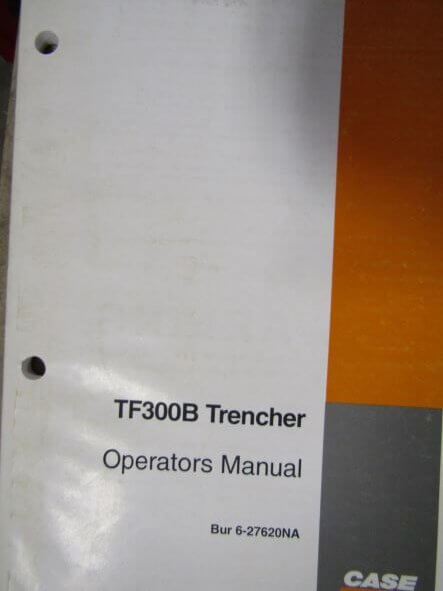 TF300B Trencher
Operators Manual
Bur 6-27620NA
CASE